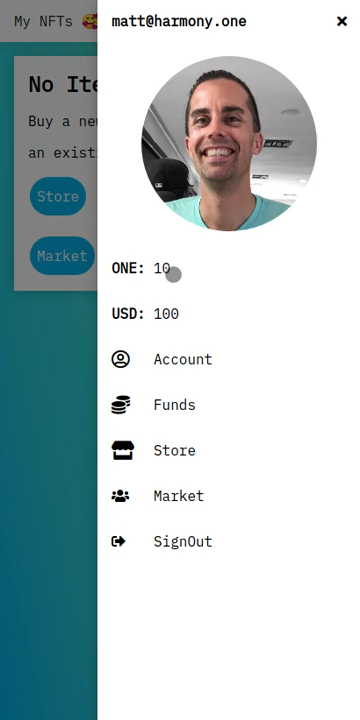 My NFTs 🥰
matt@harmony.one
×
No Ite
Buy a ne
an exist
Store
Market
ONE: 10
USD: 100
Account
Funds
Store
Market
SignOut